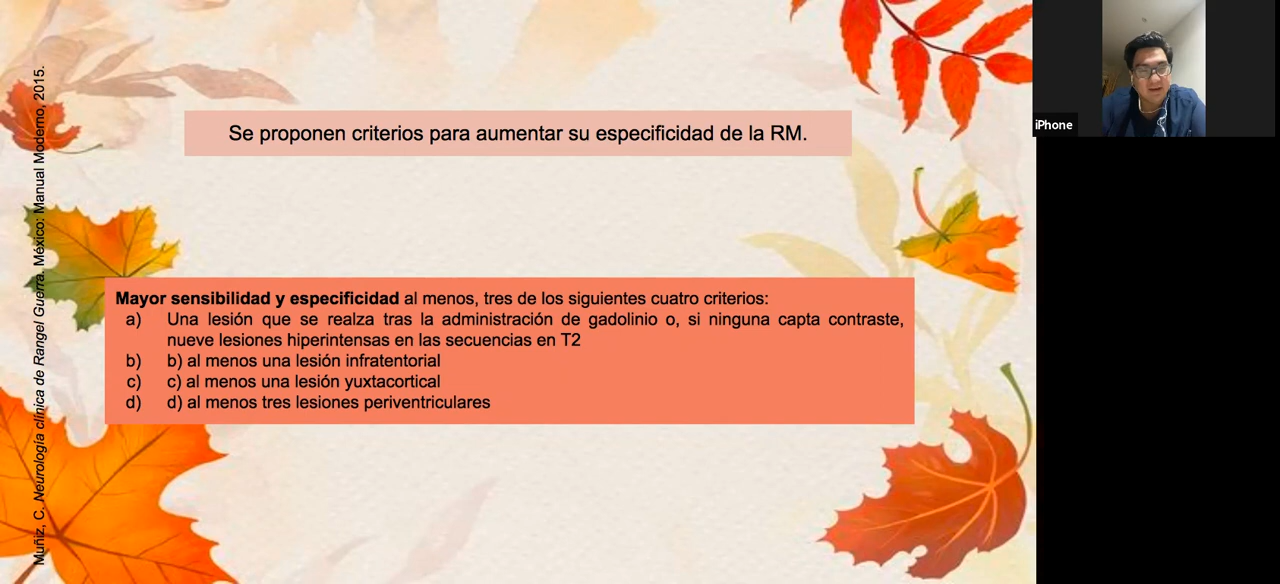 Se proponen criterios para aumentar su especificidad de la RM.
Mayor sensibilidad y especificidad al menos, tres de los siguientes cuatro criterios:
a) Una lesión que se realza tras la administración de gadolinio o, si ninguna capta contraste,
nueve lesiones hiperintensas en las secuencias en T2
b) b) al menos una lesión infratentorial
c) c) al menos una lesión yuxtacortical
d) d) al menos tres lesiones periventriculares
Muñiz, C. Neurología clínica de Rangel Guerra. México: Manual Moderno, 2015.
iPhone